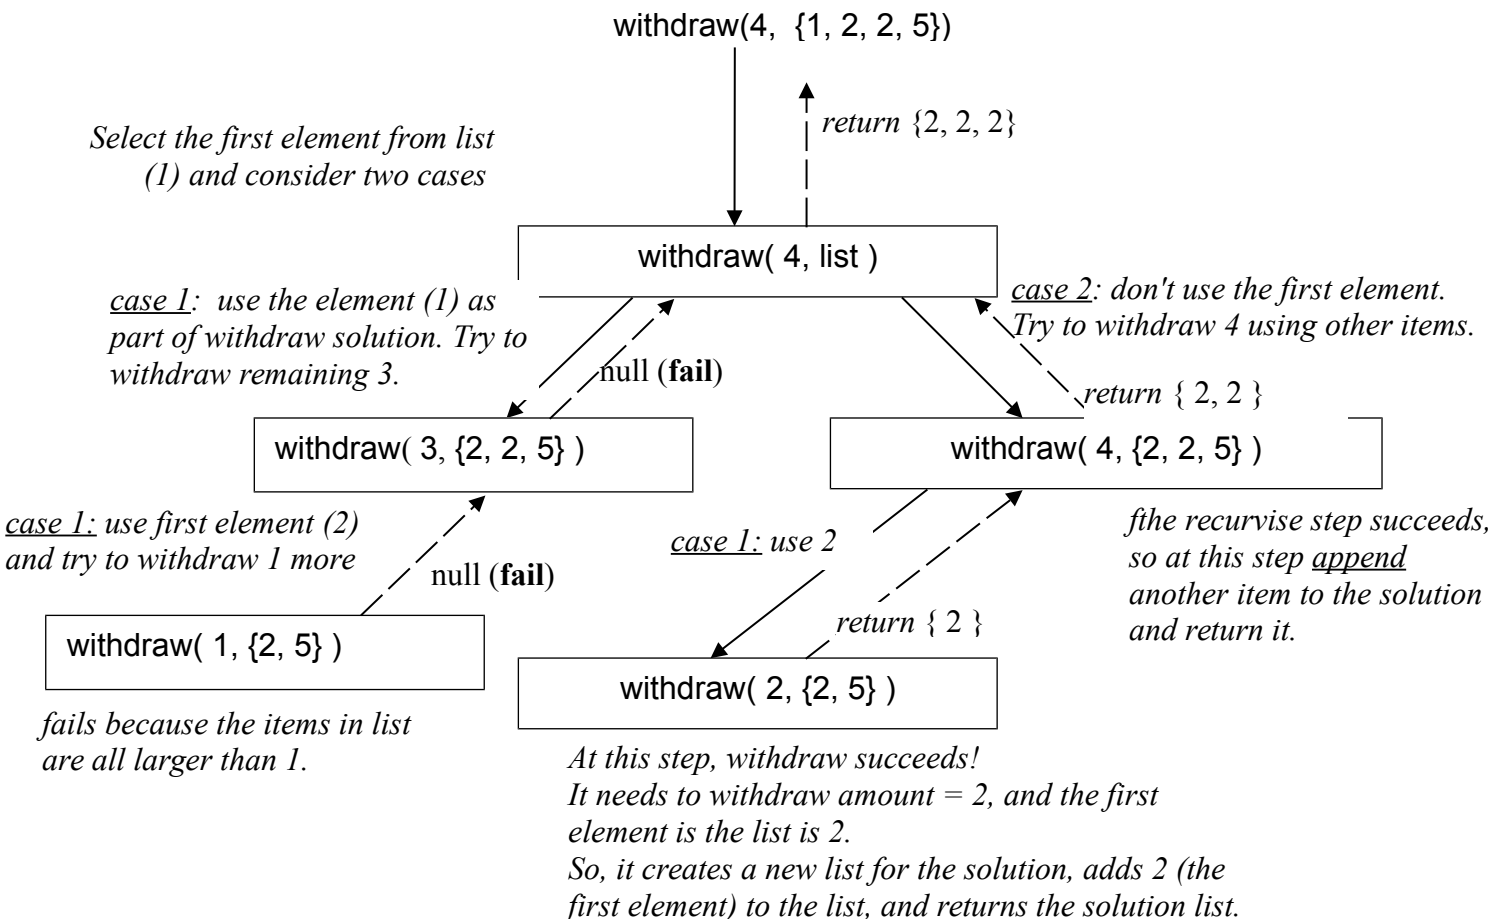 withdraw(4, {1, 2, 2, 5})
return {2, 2, 2}
Select the first element from list
(1) and consider two cases
withdraw( 4, list )
case 1: use the element (1) as
part of withdraw solution. Try to
withdraw remaining 3.
null (fail)
case 2: don't use the first element.
Try to withdraw 4 using other items.
return { 2, 2 }
withdraw( 3, {2, 2, 5} )
withdraw( 4, {2, 2, 5} )
case 1: use first element (2)
and try to withdraw 1 more
null (fail)
case 1: use 2
return { 2 }
fthe recurvise step succeeds,
so at this step append
another item to the solution
and return it.
withdraw( 1, {2, 5} )
withdraw( 2, {2, 5} )
fails because the items in list
are all larger than 1.
At this step, withdraw succeeds!
It needs to withdraw amount = 2, and the first
element is the list is 2.
So, it creates a new list for the solution, adds 2 (the
first element) to the list, and returns the solution list.